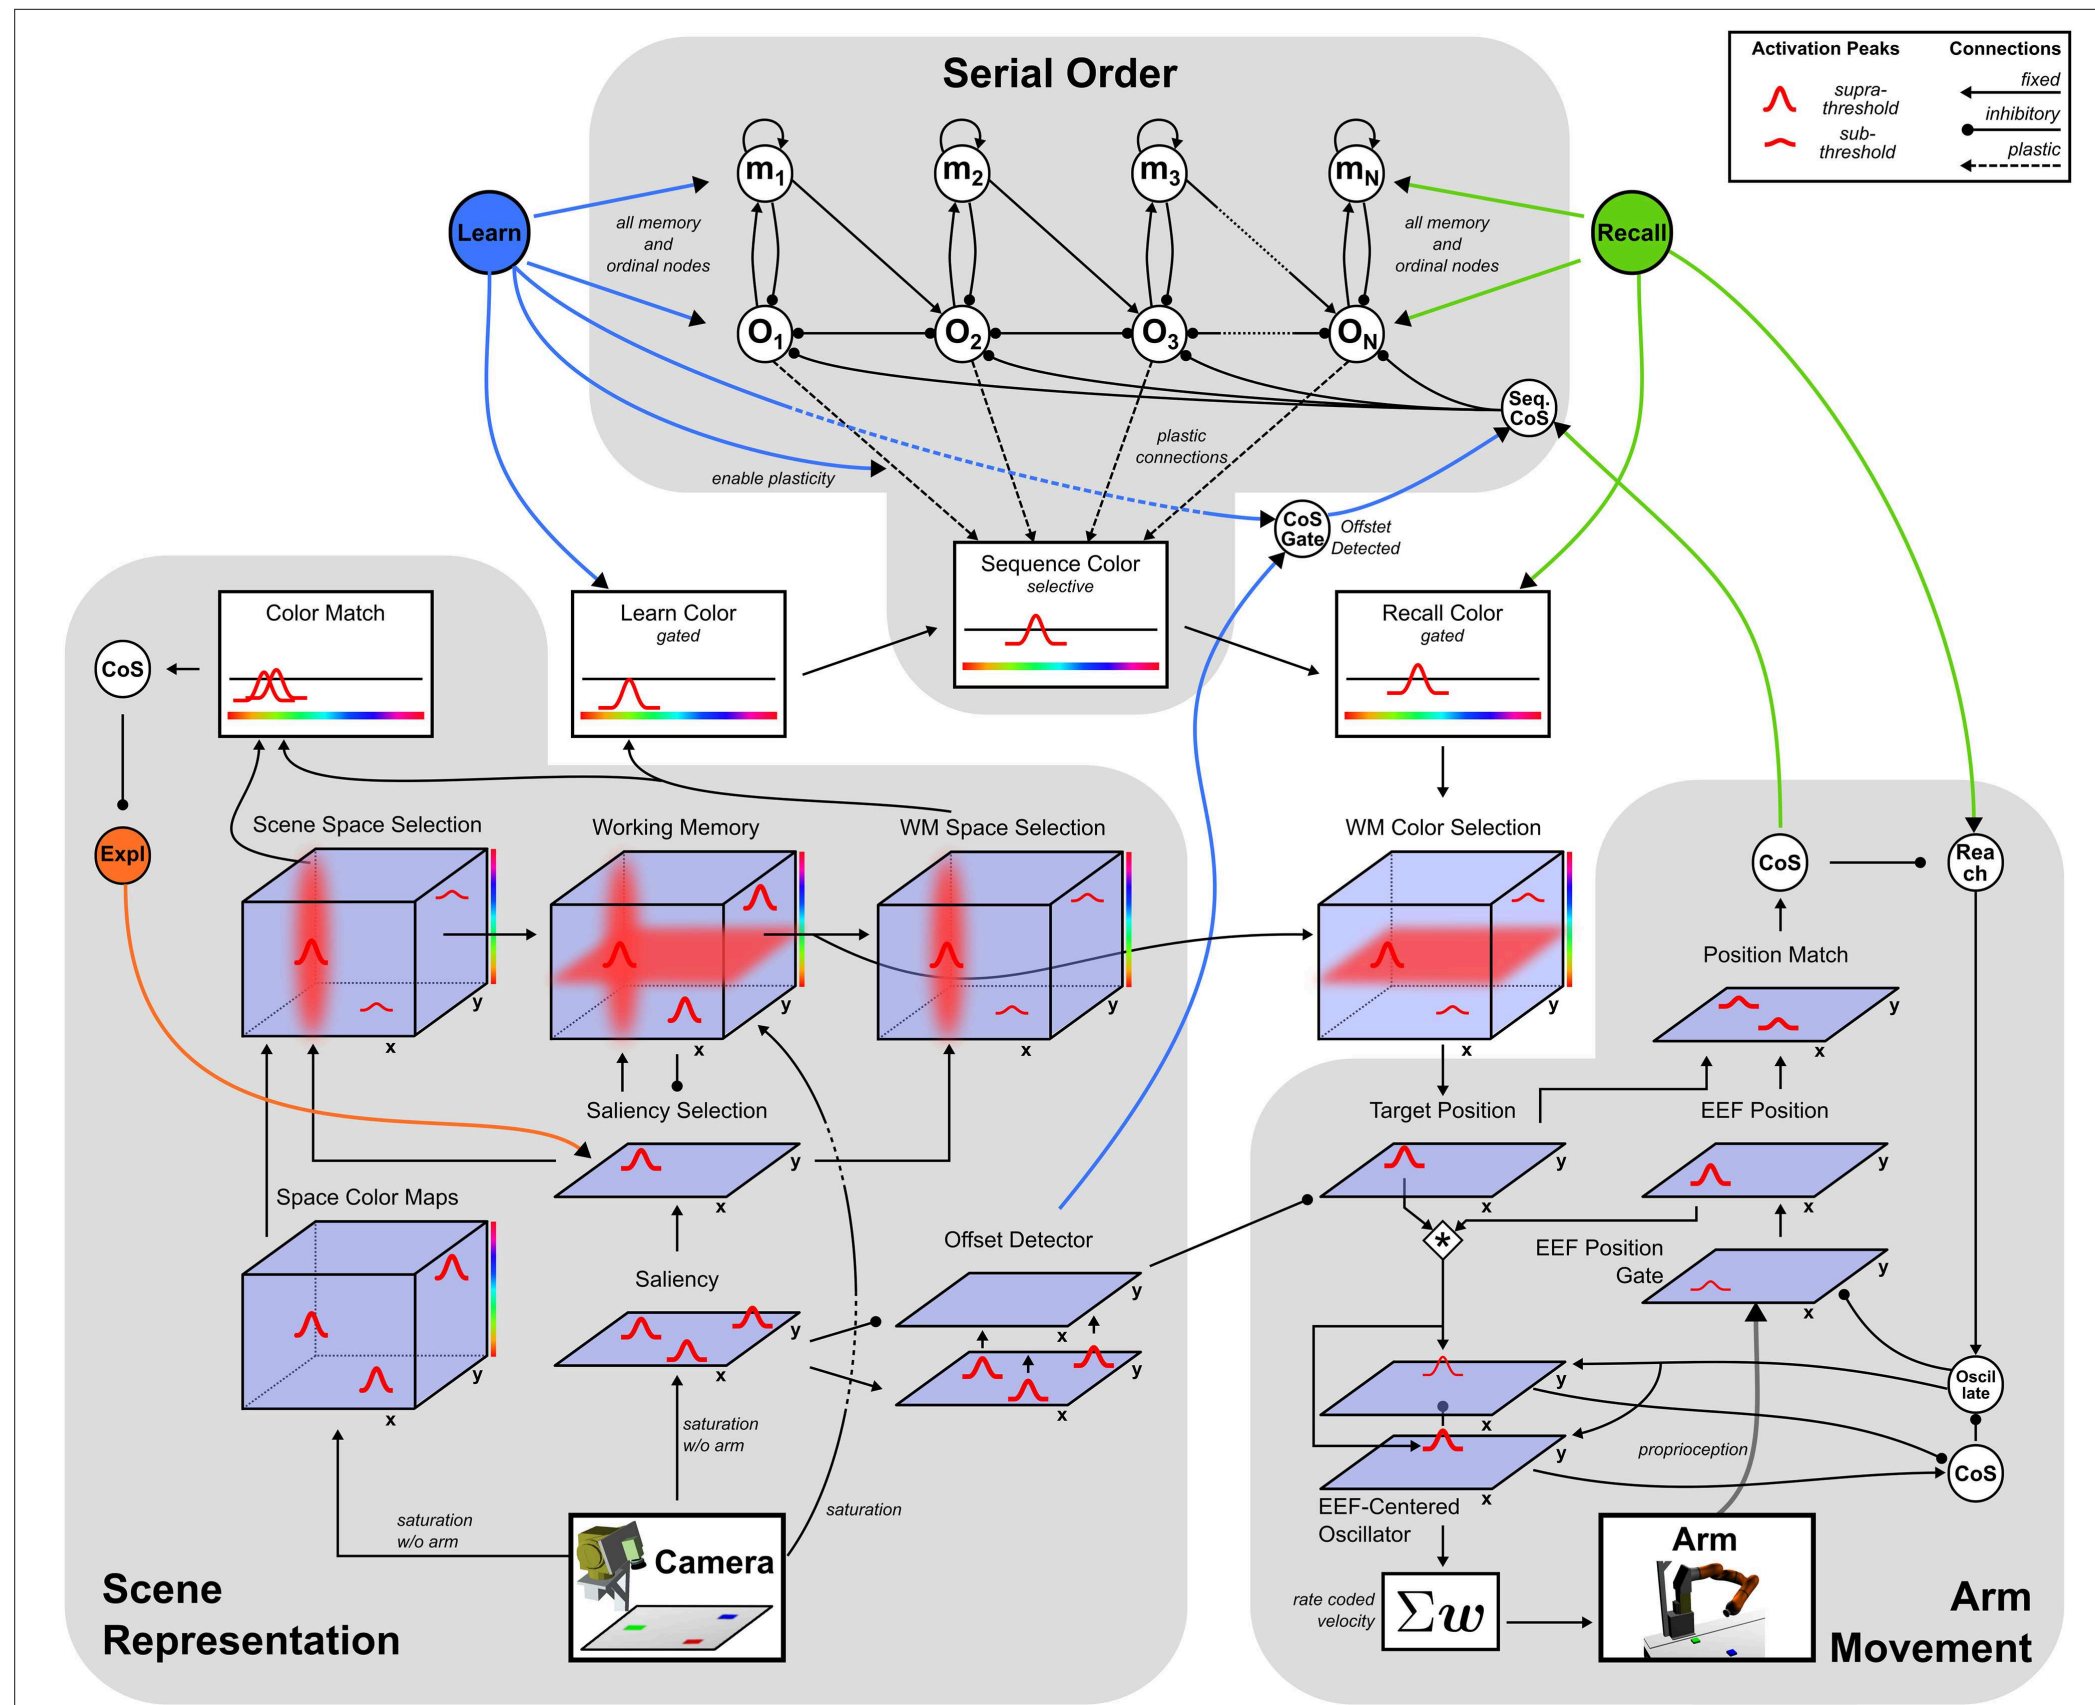 Serial Order
Activation Peaks
Connections
supra-
threshold
sub-
threshold
fixed
inhibitory
plastic
m1
m2
m3
mN
Learn
all memory
and
ordinal nodes
all memory
and
ordinal nodes
Recall
O1
O2
O3
ON
Seq.
CoS
plastic
connections
enable plasticity
CoS
Gate
Offstet
Detected
Color Match
Learn Color
gated
Sequence Color
selective
Recall Color
gated
CoS
Expl
Scene Space Selection
Working Memory
WM Space Selection
WM Color Selection
CoS
Rea
ch
y
x
y
x
y
x
y
x
Position Match
y
x
Saliency Selection
y
x
Target Position
y
x
EEF Position
y
x
Space Color Maps
y
x
Saliency
y
x
Offset Detector
y
x
x
*
EEF Position
Gate
y
x
y
x
y
x
Oscil
late
CoS
proprioception
saturation
w/o arm
saturation
w/o arm
saturation
EEF-Centered
Oscillator
rate coded
velocity
Σw
Camera
Arm
Scene
Representation
Arm
Movement